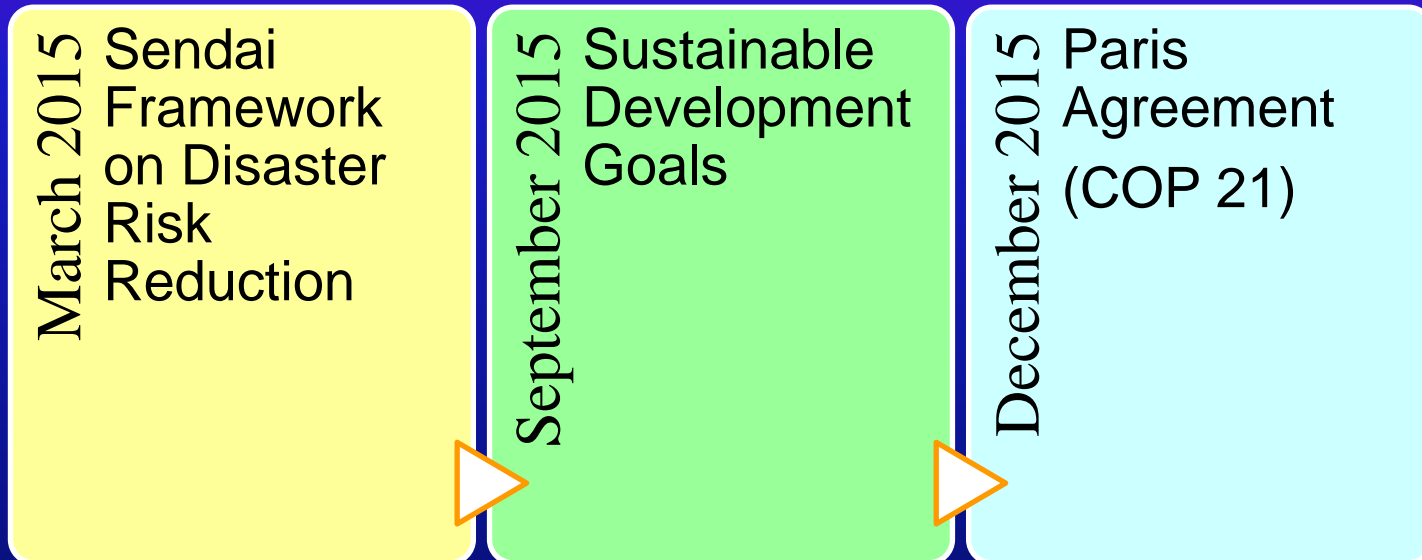 March 2015
Sendai
Framework
on Disaster
Risk
Reduction
September 2015
Sustainable
Development
Goals
December 2015
Paris
Agreement
(COP 21)